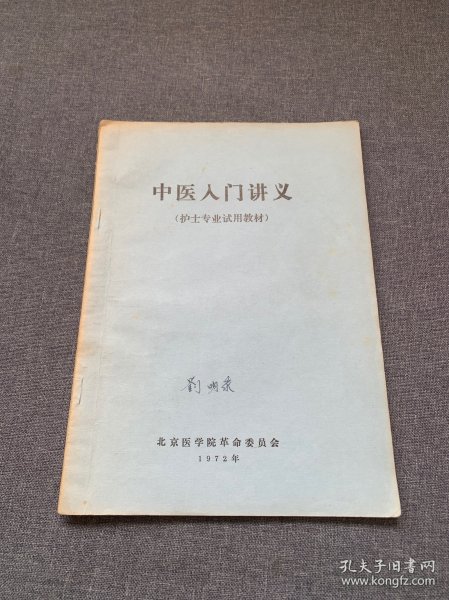 中医入门讲义
(护士专业试用教材)
劉明
北京医学院革命委员会
1972年
孔夫子旧书网
www.kongfz.com